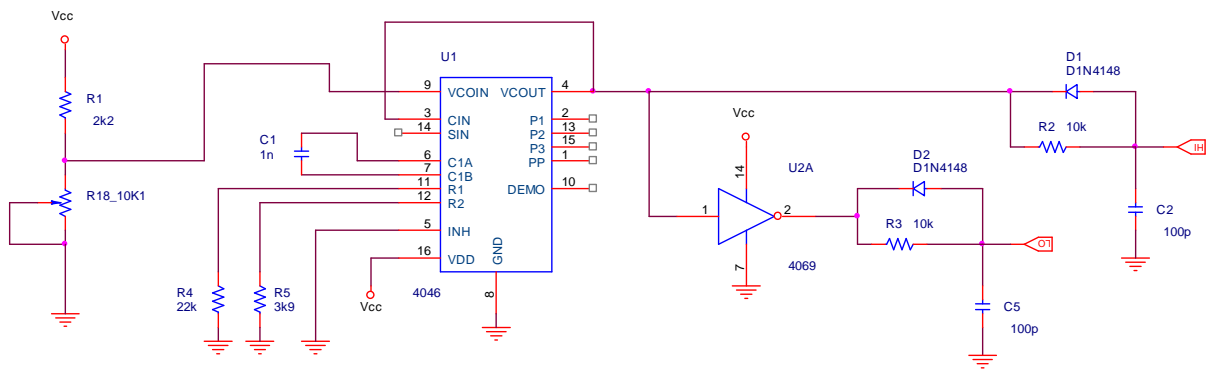 Vcc
R1
2k2
R18_10K1
C1
1n
R4
22k
R5
3k9
Vcc
U1
9 VCOIN VCOUT 4
3 CIN P1 2
14 SIN P2 13
P3 15
6 C1A PP 1
7 C1B
11 R1 DEMO 10
12 R2
5 INH
16 VDD
GND
8
4046
Vcc
14
U2A
1
2
7
4069
D2
D1N4148
R3 10k
LO
C5
100p
D1
D1N4148
R2 10k
HI
C2
100p